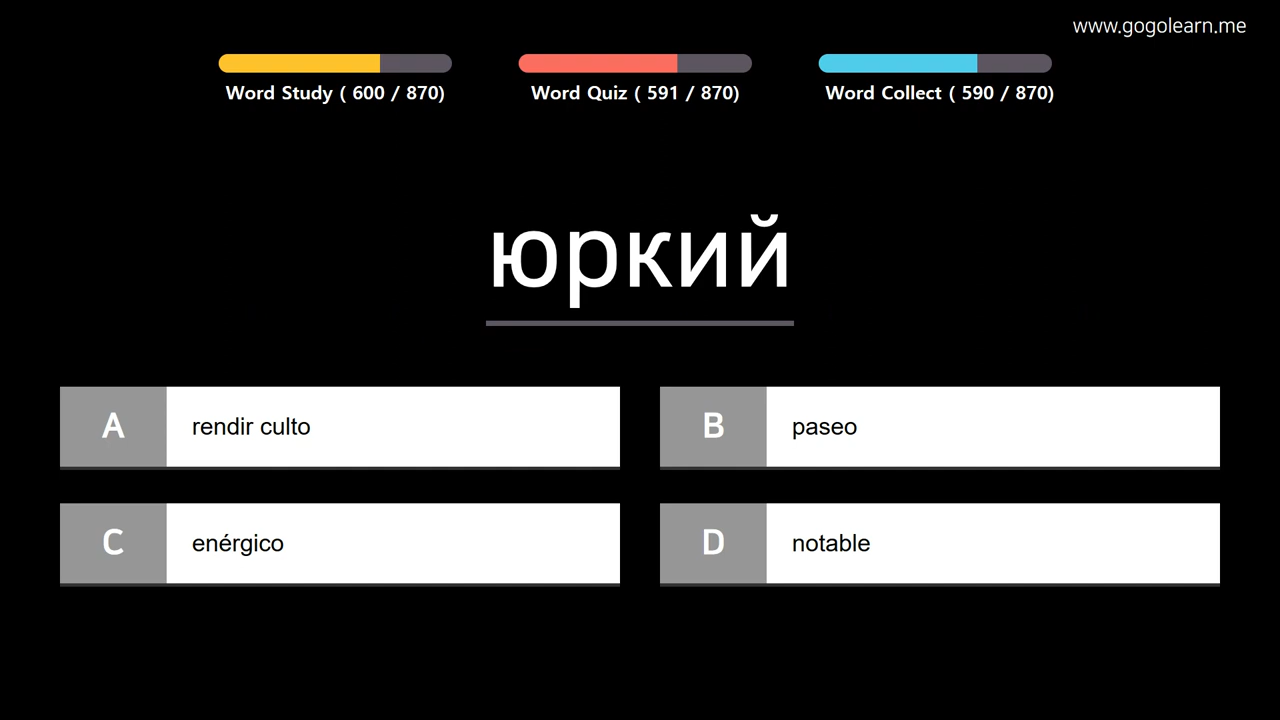 www.gogolearn.me
Word Study ( 600 / 870)
Word Quiz ( 591 / 870)
Word Collect ( 590 / 870)
юркий
A rendir culto
B paseo
C enérgico
D notable